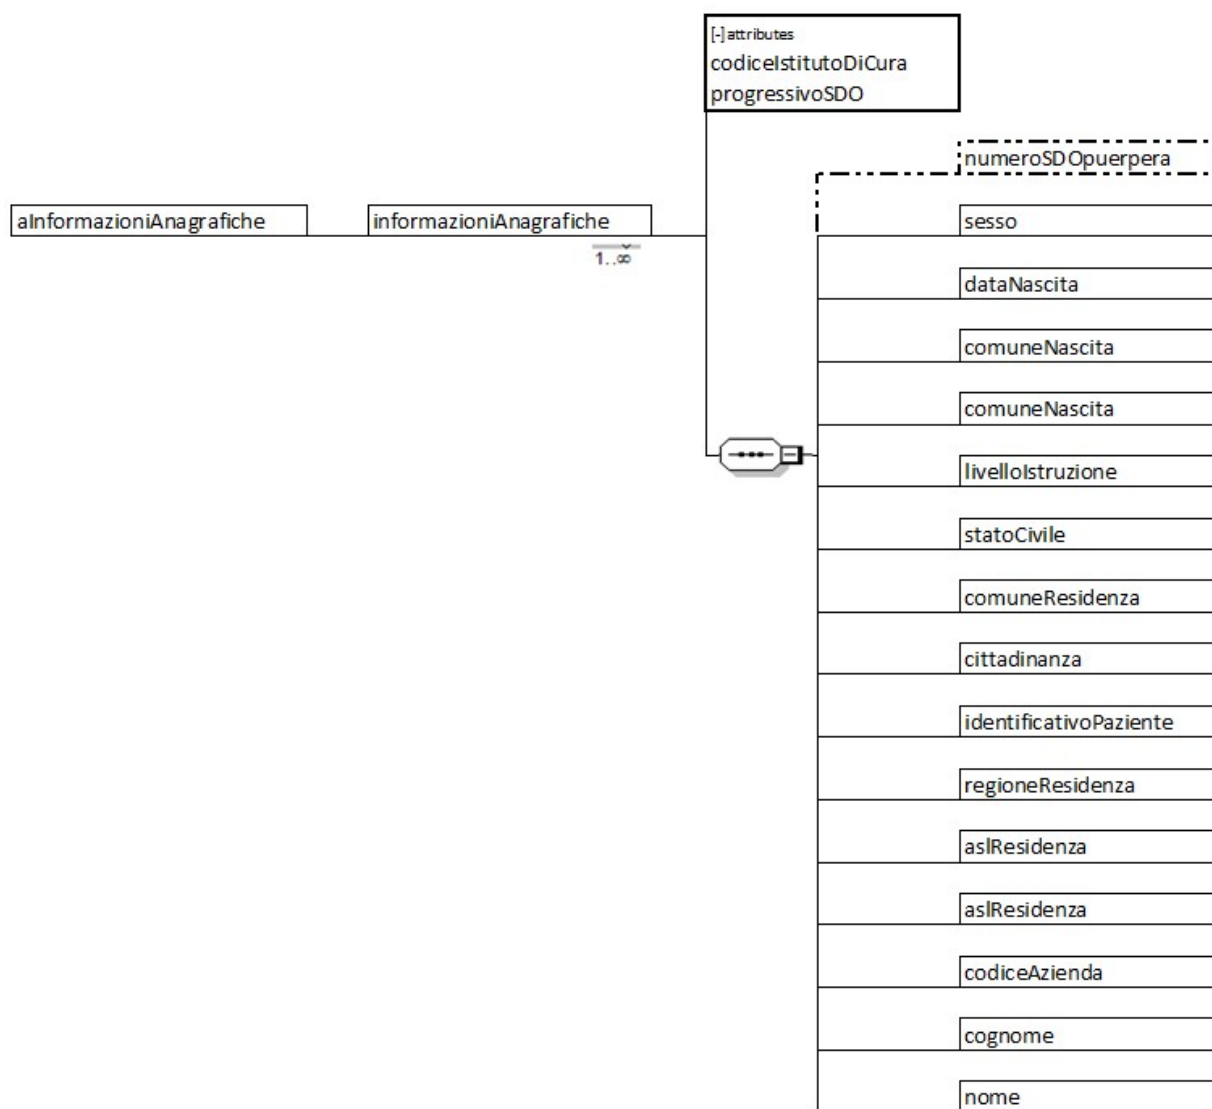 [-]attributes
codiceIstitutoDiCura
progressivoSDO
numeroSDOpuerpera
aInformazioniAnagrafiche
informazioniAnagrafiche
1..∞
sesso
dataNascita
comuneNascita
comuneNascita
livelloIstruzione
statoCivile
comuneResidenza
cittadinanza
identificativoPaziente
regioneResidenza
aslResidenza
aslResidenza
codiceAzienda
cognome
nome